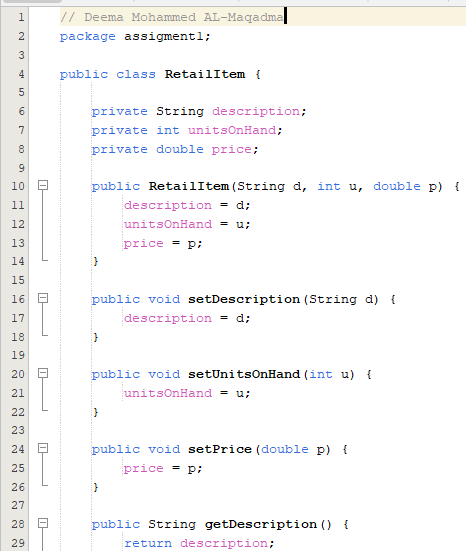 1 // Deema Mohammed AL-Maqadma
2 package assigment1;
3
4 public class RetailItem {
5
6 private String description;
7 private int unitsOnHand;
8 private double price;
9
10 public RetailItem(String d, int u, double p) {
11 description = d;
12 unitsOnHand = u;
13 price = p;
14 }
15
16 public void setDescription(String d) {
17 description = d;
18 }
19
20 public void setUnitsOnHand(int u) {
21 unitsOnHand = u;
22 }
23
24 public void setPrice(double p) {
25 price = p;
26 }
27
28 public String getDescription() {
29 return description;